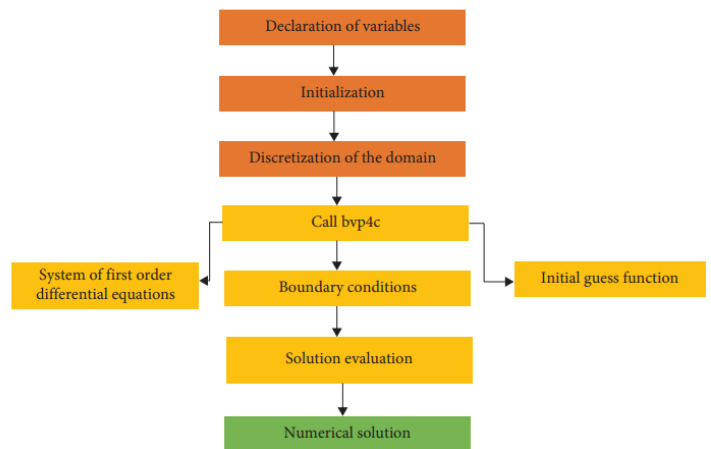 Declaration of variables
Initialization
Discretization of the domain
Call bvp4c
System of first order
differential equations
Boundary conditions
Initial guess function
Solution evaluation
Numerical solution